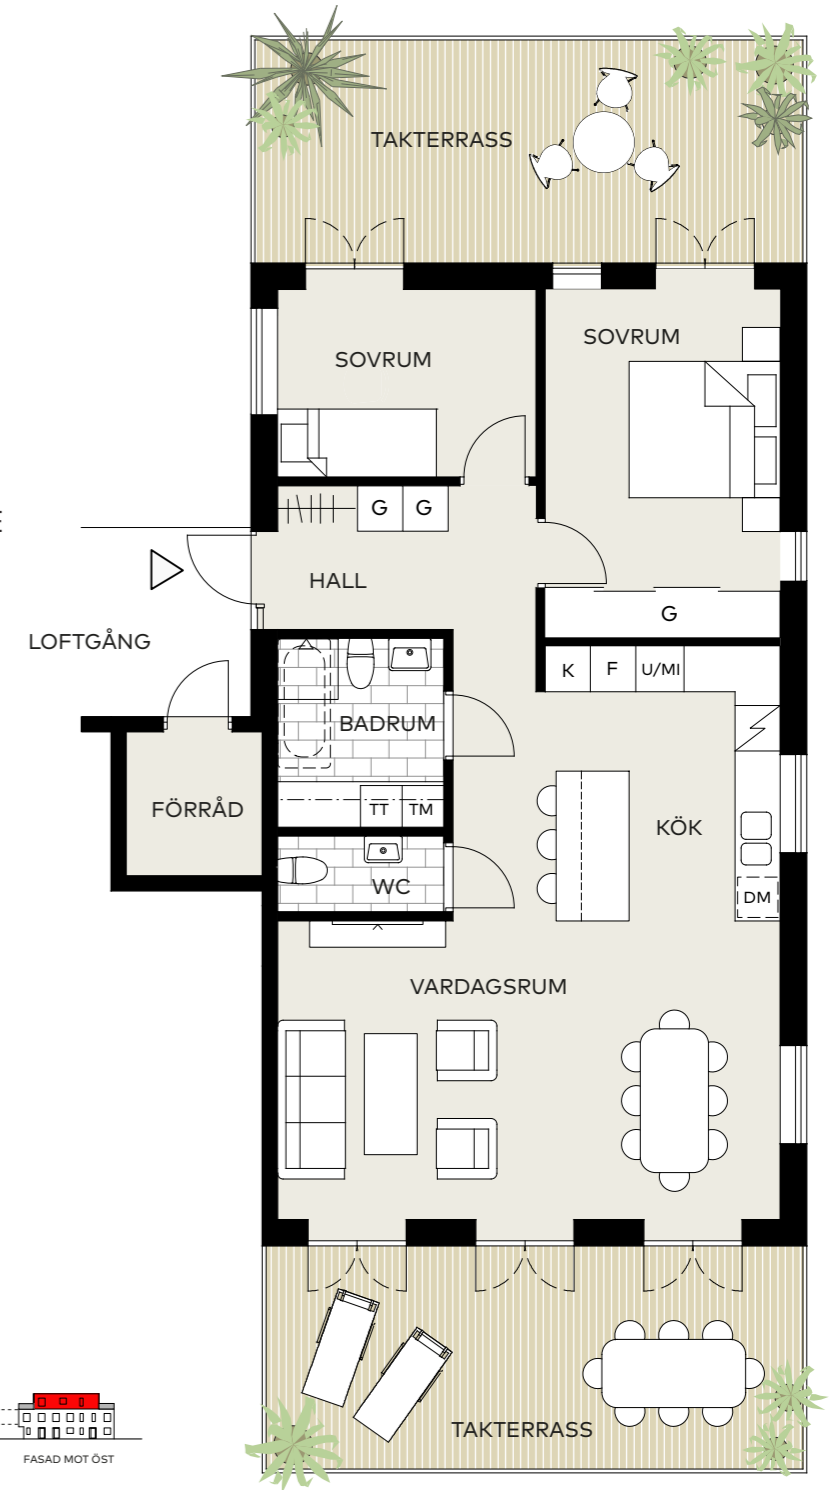 TAKTERRASS
SOVRUM
SOVRUM
G G
HALL
G
LOFTGÅNG
K F U/MI
BADRUM
FÖRRÅD
TT TM
KÖK
WC
DM
VARDAGSRUM
TAKTERRASS
FASAD MOT ÖST